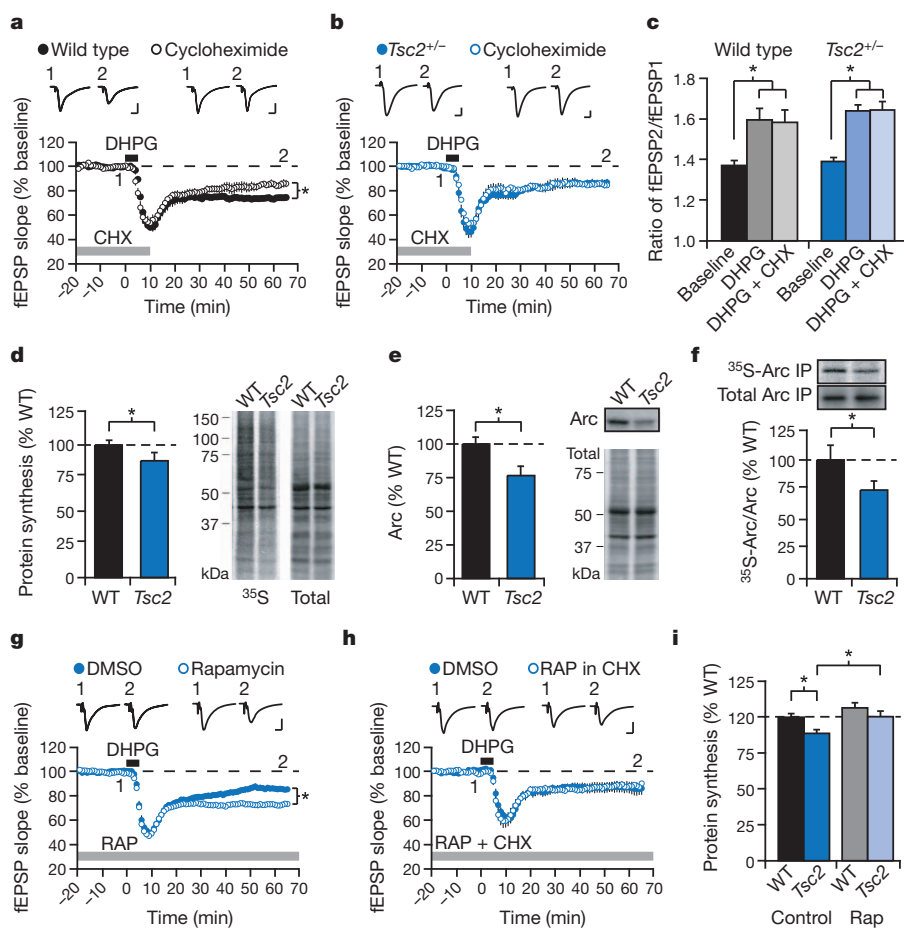 a
Wild type Cycloheximide
1 2
fEPSP slope (% baseline)
120
100
80
60
40
20
DHPG
1
2
*
CHX
–20 –10 0 10 20 30 40 50 60 70
Time (min)
b
Tsc2+/– Cycloheximide
1 2
fEPSP slope (% baseline)
120
100
80
60
40
20
DHPG
1
2
CHX
–20 –10 0 10 20 30 40 50 60 70
Time (min)
c
Wild type Tsc2+/–
* *
Ratio of fEPSP2/fEPSP1
1.8
1.6
1.4
1.0
Baseline DHPG DHPG + CHX Baseline DHPG DHPG + CHX
d
Protein synthesis (% WT)
125
100
75
50
25
0
*
WT Tsc2
WT Tsc2 WT Tsc2
150
100
75
50
37
kDa
35S Total
e
Arc (% WT)
125
100
75
50
25
0
*
WT Tsc2
WT Tsc2
Arc
Total
75
50
37
kDa
f
35S-Arc IP
Total Arc IP
35S-Arc/Arc (% WT)
125
100
75
50
25
0
*
WT Tsc2
g
DMSO Rapamycin
1 2
fEPSP slope (% baseline)
120
100
80
60
40
20
DHPG
1
2
*
RAP
–20 –10 0 10 20 30 40 50 60 70
Time (min)
h
DMSO RAP in CHX
1 2
fEPSP slope (% baseline)
120
100
80
60
40
20
DHPG
1
2
RAP + CHX
–20 –10 0 10 20 30 40 50 60 70
Time (min)
i
Protein synthesis (% WT)
125
120
75
50
25
0
* *
WT Tsc2 WT Tsc2
Control Rap